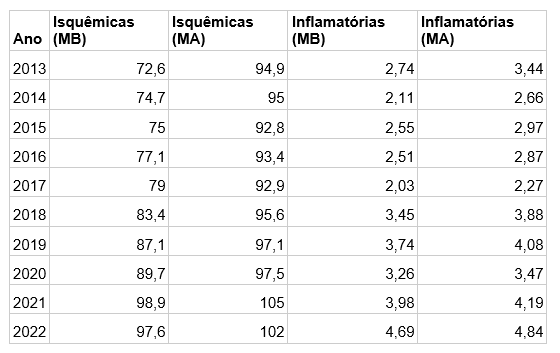 Ano Isquêmicas (MB) Isquêmicas (MA) Inflamatórias (MB) Inflamatórias (MA)
2013 72,6 94,9 2,74 3,44
2014 74,7 95 2,11 2,66
2015 75 92,8 2,55 2,97
2016 77,1 93,4 2,51 2,87
2017 79 92,9 2,03 2,27
2018 83,4 95,6 3,45 3,88
2019 87,1 97,1 3,74 4,08
2020 89,7 97,5 3,26 3,47
2021 98,9 105 3,98 4,19
2022 97,6 102 4,69 4,84